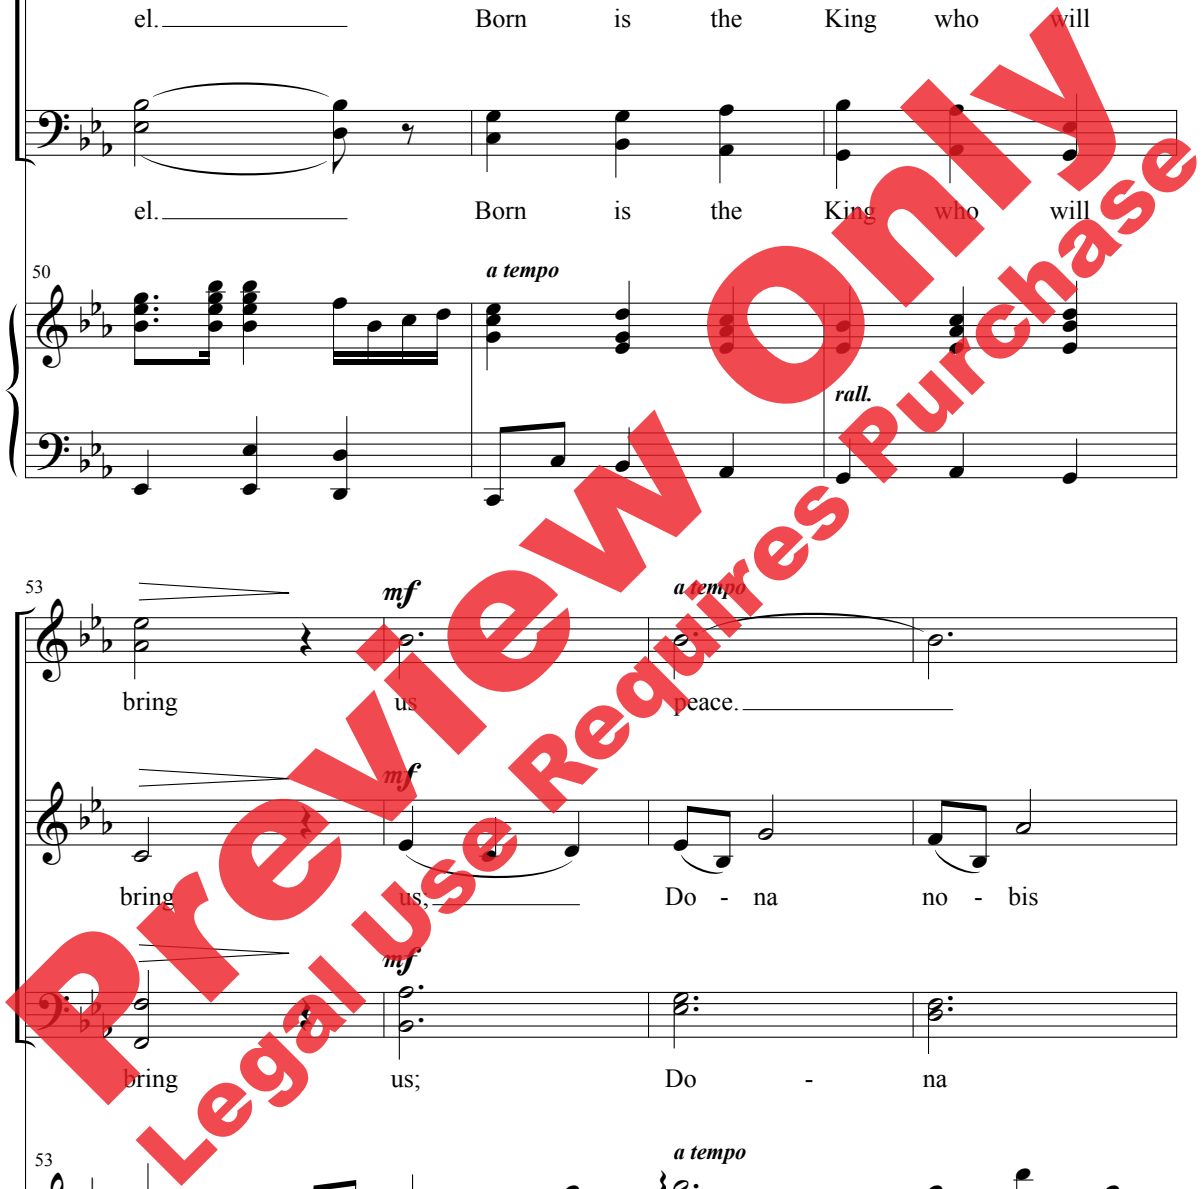 el. Born is the King who will
el. Born is the King who will
50
a tempo
rall.
53
mf
a tempo
bring us peace.
mf
bring us; Do - na no - bis
mf
bring us; Do - na
53
a tempo
Preview Only
Legal Use Requires Purchase